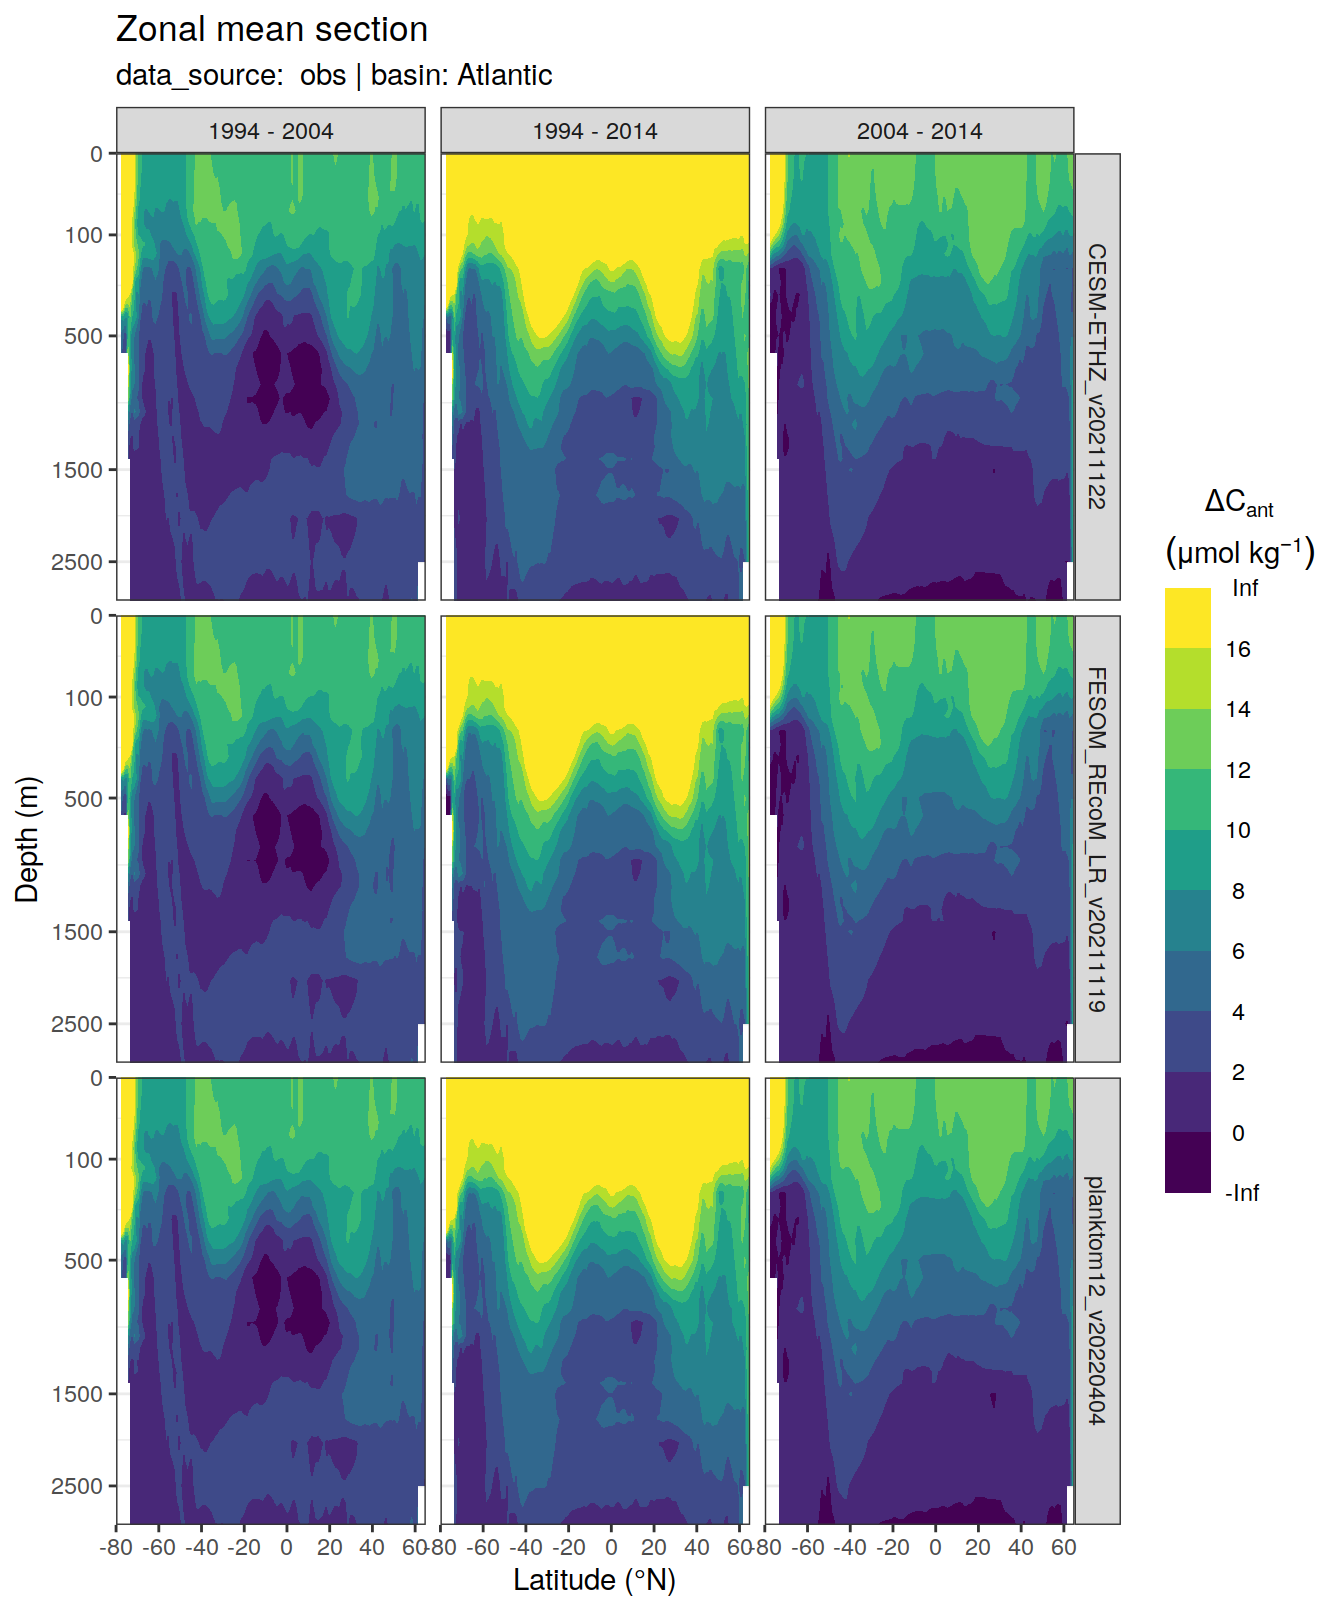 Zonal mean section
data_source:  obs | basin: Atlantic
1994 - 2004
1994 - 2014
2004 - 2014
0
100
500
1500
2500
CESM-ETHZ_v20211122
0
100
500
1500
2500
FESOM_REcoM_LR_v20211119
0
100
500
1500
2500
planktom12_v20220404
Depth (m)
-80 -60 -40 -20 0 20 40 60
-80 -60 -40 -20 0 20 40 60
-80 -60 -40 -20 0 20 40 60
Latitude (°N)
ΔCant
(µmol kg⁻¹)
Inf
16
14
12
10
8
6
4
2
0
-Inf